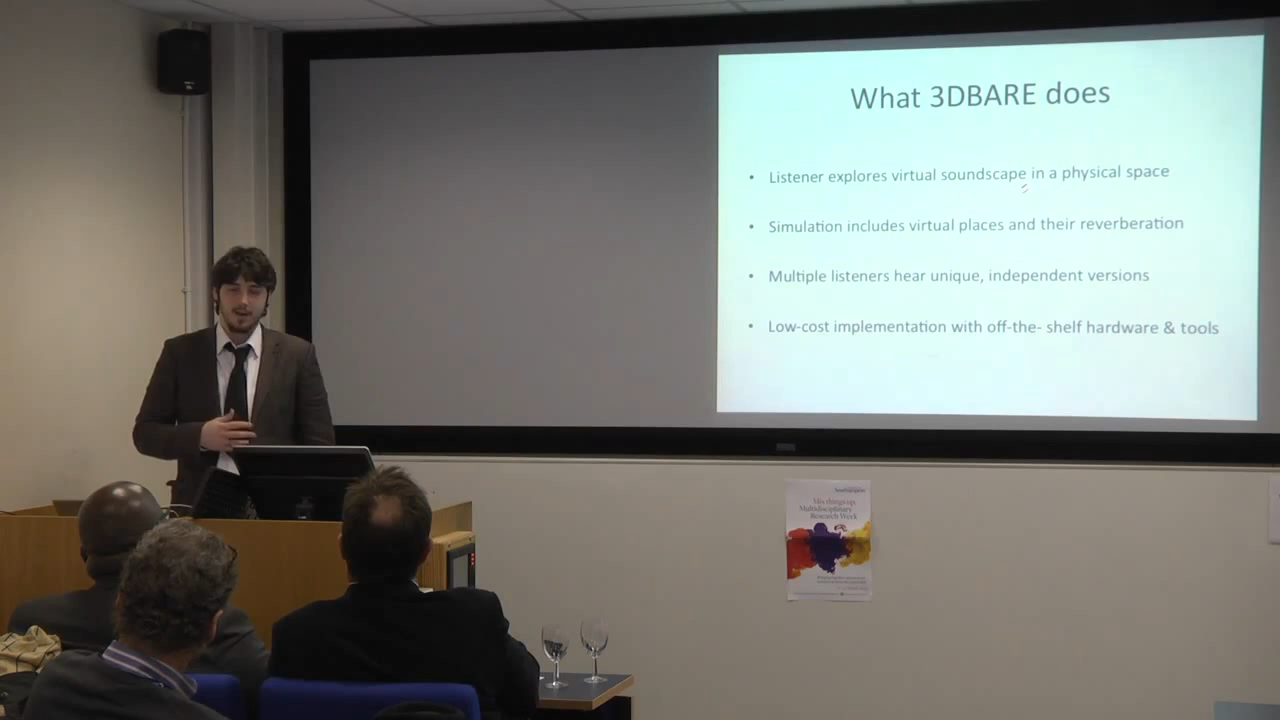 What 3DBARE does
• Listener explores virtual soundscape in a physical space
• Simulation includes virtual places and their reverberation
• Multiple listeners hear unique, independent versions
• Low-cost implementation with off-the- shelf hardware & tools
Southampton
Mix things up,
Multidisciplinary
Research Week